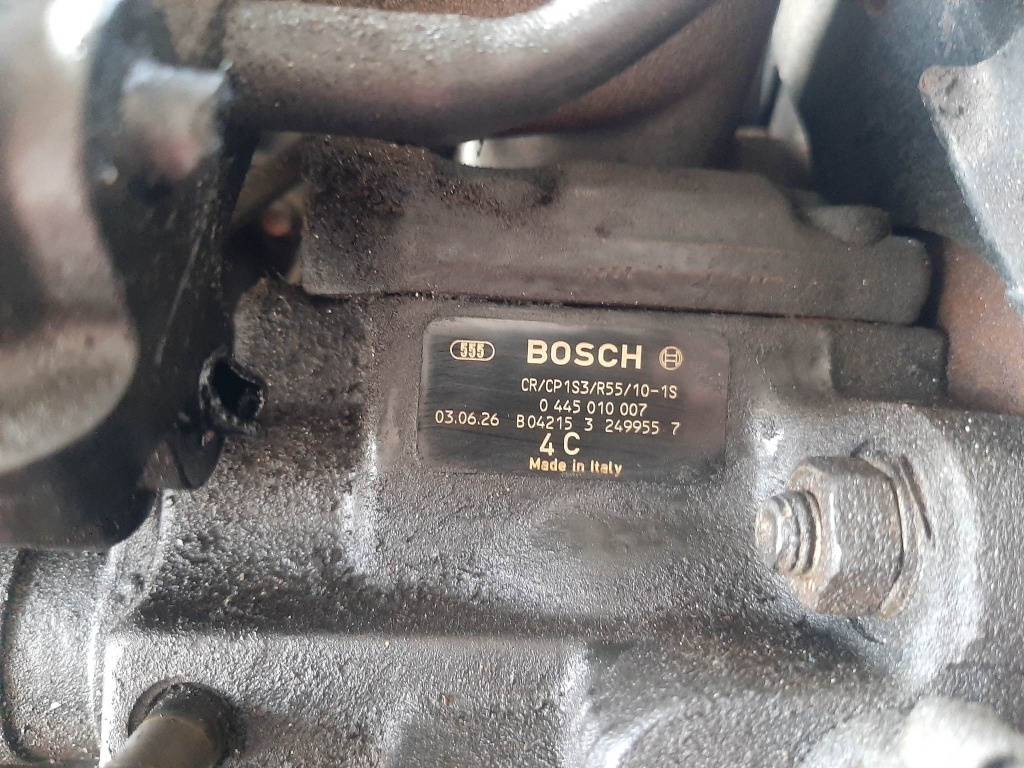 555 BOSCH
CR/CP1S3/R55/10-1S
0 445 010 007
03.06.26 B04215 3 249955 7
4C
Made in Italy